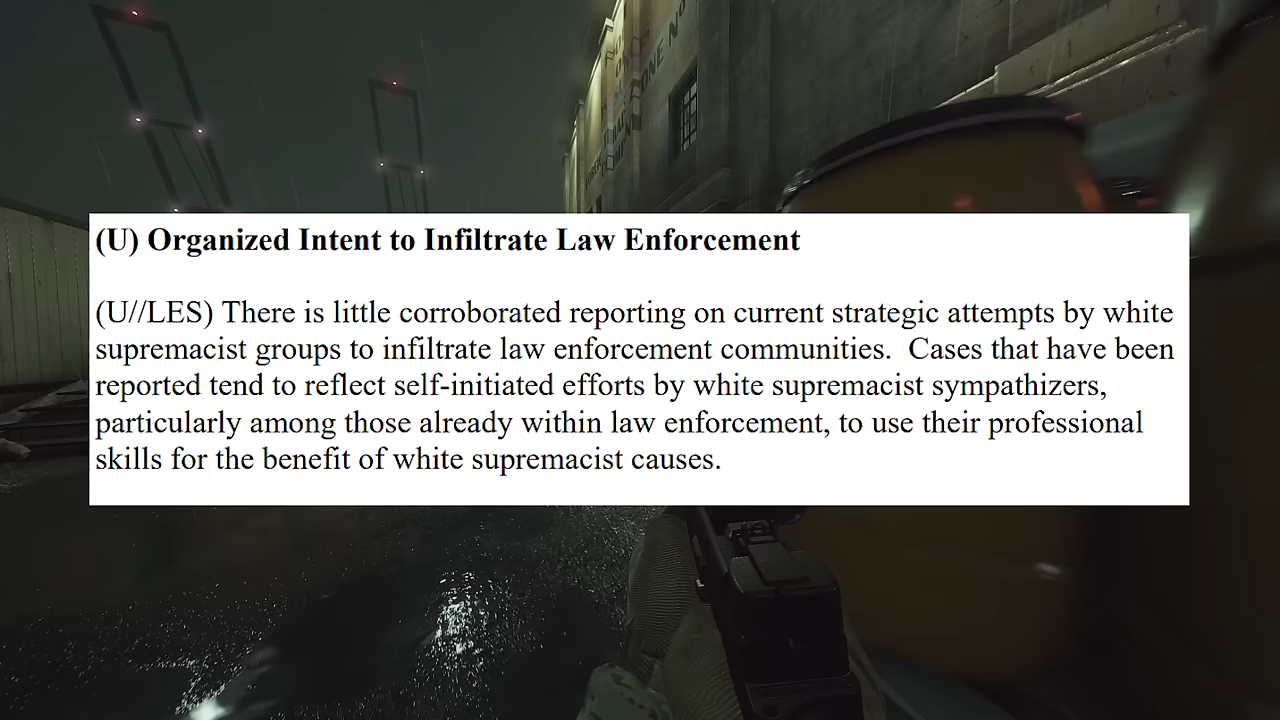 (U) Organized Intent to Infiltrate Law Enforcement
(U//LES) There is little corroborated reporting on current strategic attempts by white
supremacist groups to infiltrate law enforcement communities.  Cases that have been
reported tend to reflect self-initiated efforts by white supremacist sympathizers,
particularly among those already within law enforcement, to use their professional
skills for the benefit of white supremacist causes.